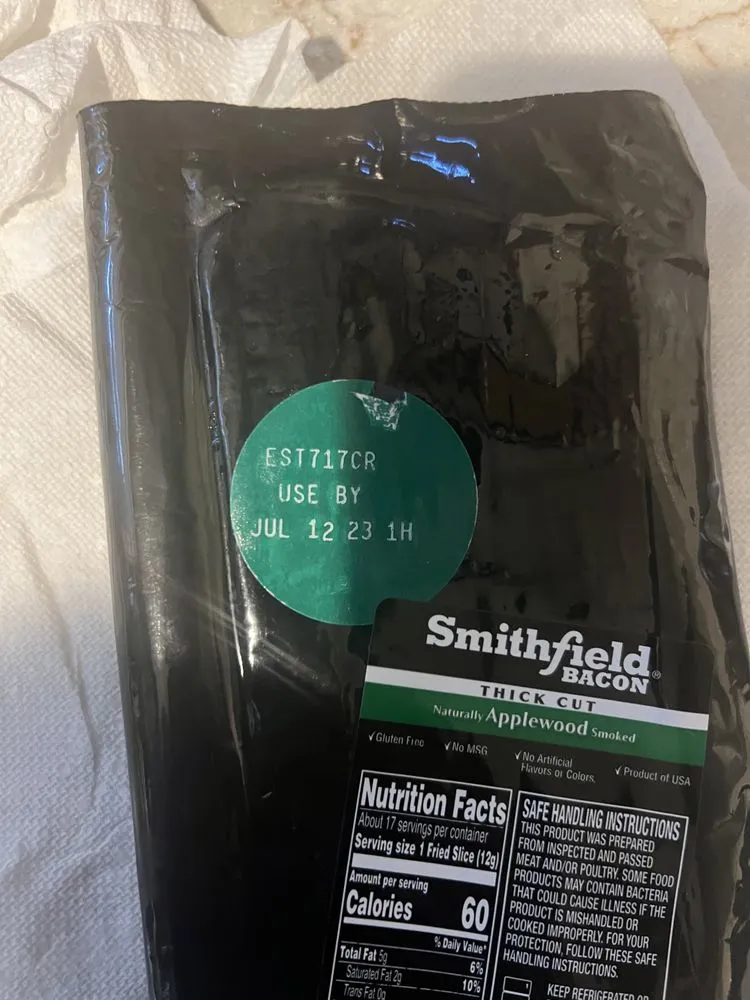 EST717CR
USE BY
JUL 12 23 1H
Smithfield®
BACON
THICK CUT
Naturally Applewood Smoked
✓Gluten Free ✓No MSG ✓No Artificial Flavors or Colors. ✓Product of USA
Nutrition Facts
About 17 servings per container
Serving size 1 Fried Slice (12g)
Amount per serving
Calories 60
% Daily Value*
Total Fat 5g 6%
Saturated Fat 2g 10%
Trans Fat 0g
SAFE HANDLING INSTRUCTIONS
THIS PRODUCT WAS PREPARED
FROM INSPECTED AND PASSED
MEAT AND/OR POULTRY. SOME FOOD
PRODUCTS MAY CONTAIN BACTERIA
THAT COULD CAUSE ILLNESS IF THE
PRODUCT IS MISHANDLED OR
COOKED IMPROPERLY. FOR YOUR
PROTECTION, FOLLOW THESE SAFE
HANDLING INSTRUCTIONS.
KEEP REFRIGERATED OR